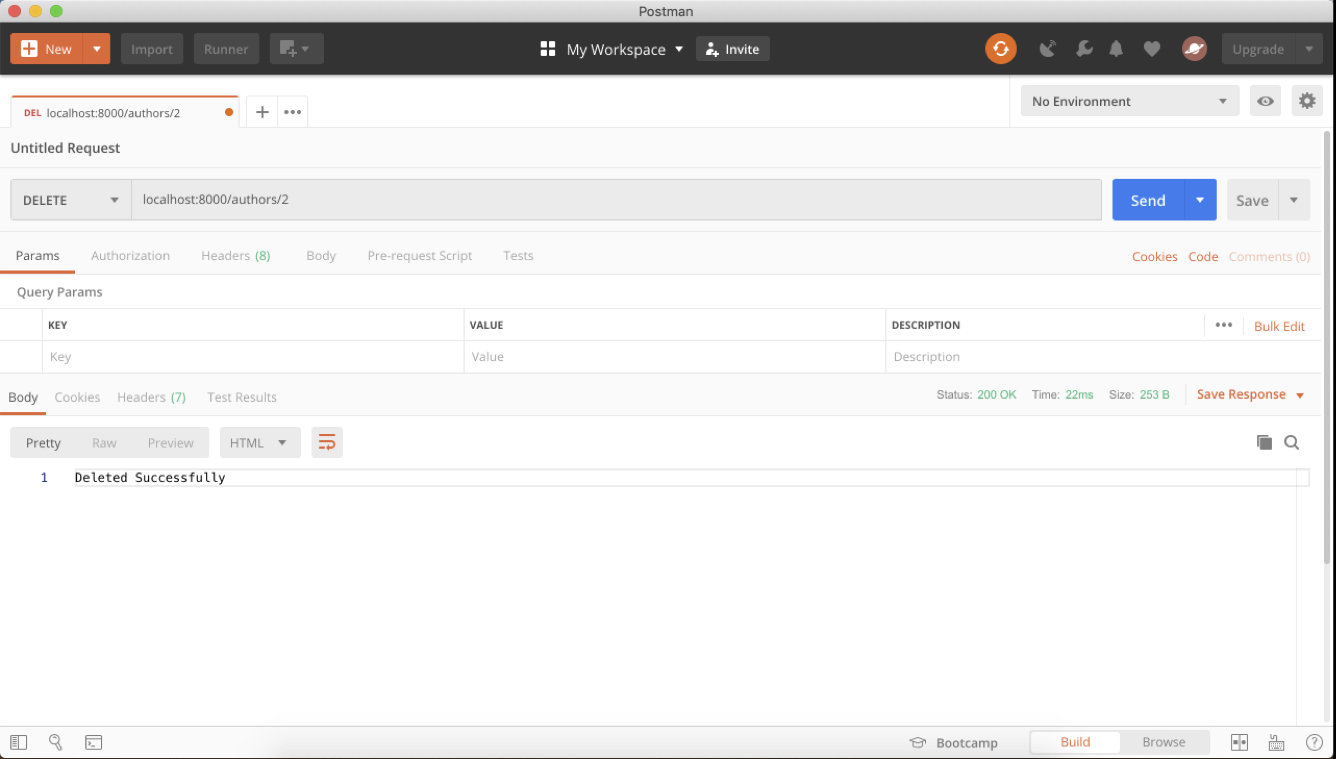 Postman
New Import Runner My Workspace Invite Upgrade
DEL localhost:8000/authors/2 No Environment
Untitled Request
DELETE localhost:8000/authors/2 Send Save
Params Authorization Headers (8) Body Pre-request Script Tests Cookies Code Comments (0)
Query Params
KEY VALUE DESCRIPTION Bulk Edit
Key Value Description
Body Cookies Headers (7) Test Results Status: 200 OK Time: 22ms Size: 253 B Save Response
Pretty Raw Preview HTML
1 Deleted Successfully
Bootcamp Build Browse